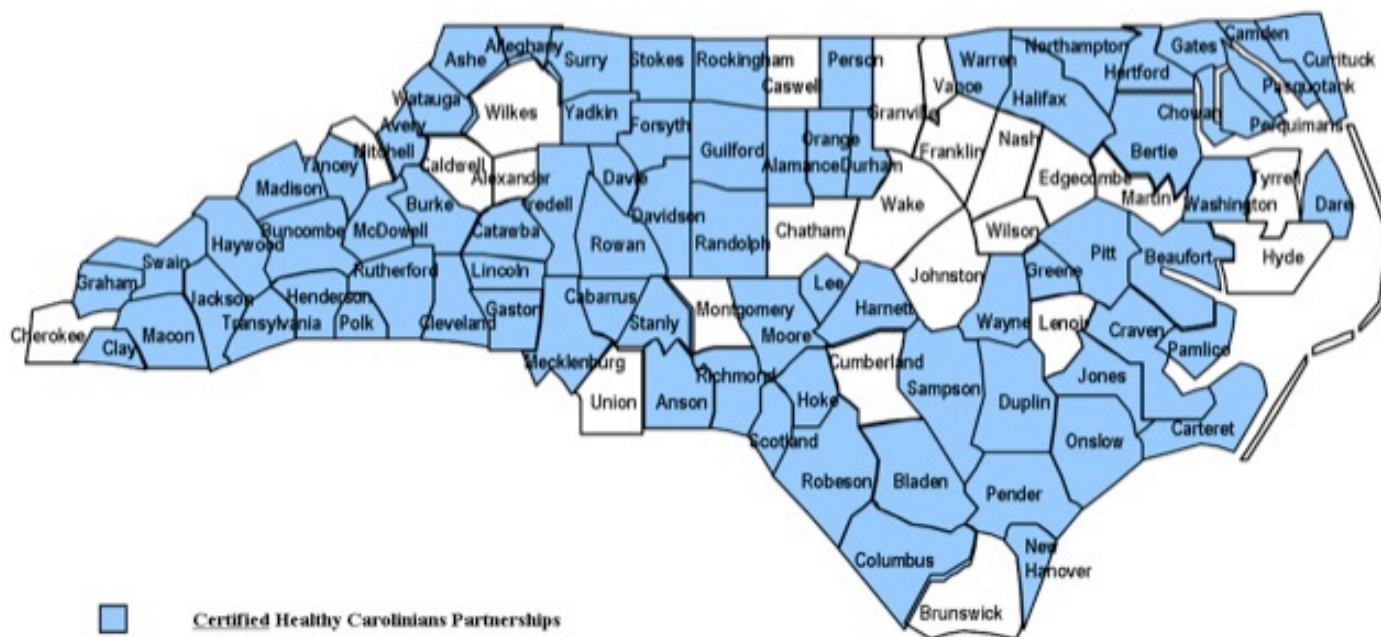 Ashe
Alleghany
Surry
Stokes
Rockingham
Caswell
Person
Granville
Vance
Warren
Northampton
Halifax
Hertford
Gates
Camden
Currituck
Pasquotank
Perquimans
Chowan
Bertie
Watauga
Wilkes
Yadkin
Forsyth
Guilford
Alamance
Orange
Durham
Franklin
Nash
Edgecombe
Martin
Washington
Tyrrell
Dare
Avery
Mitchell
Yancey
Madison
Caldwell
Alexander
Iredell
Davie
Davidson
Randolph
Chatham
Wake
Wilson
Johnston
Pitt
Greene
Beaufort
Hyde
Buncombe
McDowell
Burke
Catawba
Rowan
Haywood
Swain
Graham
Cherokee
Clay
Macon
Jackson
Transylvania
Henderson
Polk
Rutherford
Cleveland
Lincoln
Gaston
Mecklenburg
Cabarrus
Stanly
Montgomery
Moore
Lee
Harnett
Wayne
Lenoir
Craven
Pamlico
Jones
Carteret
Onslow
Duplin
Sampson
Cumberland
Hoke
Richmond
Scotland
Anson
Union
Robeson
Bladen
Pender
Columbus
Brunswick
New
Hanover
Certified Healthy Carolinians Partnerships